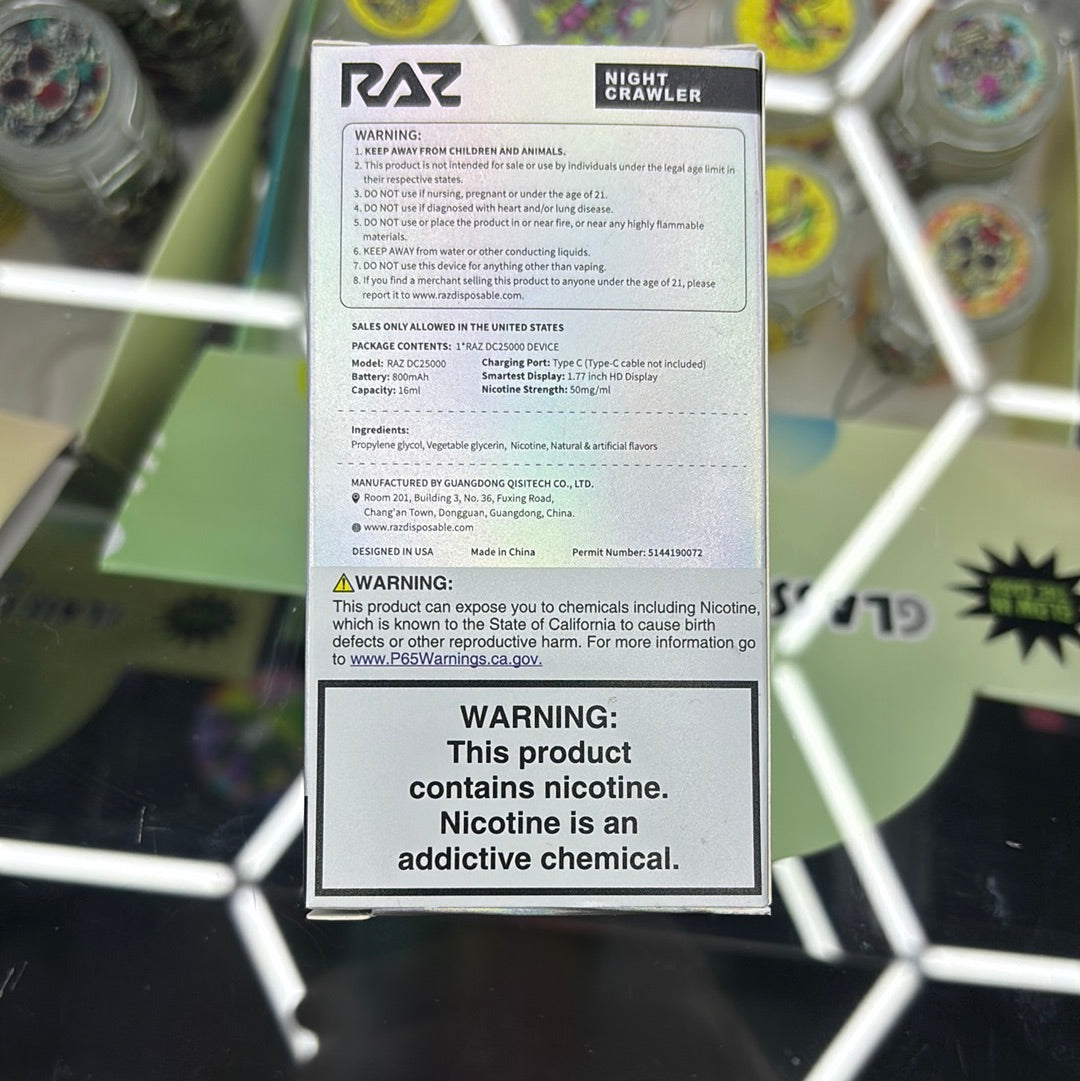 RAZ
NIGHT
CRAWLER
WARNING:
1. KEEP AWAY FROM CHILDREN AND ANIMALS.
2. This product is not intended for sale or use by individuals under the legal age limit in
their respective states.
3. DO NOT use if nursing, pregnant or under the age of 21.
4. DO NOT use if diagnosed with heart and/or lung disease.
5. DO NOT use or place the product in or near fire, or near any highly flammable
materials.
6. KEEP AWAY from water or other conducting liquids.
7. DO NOT use this device for anything other than vaping.
8. If you find a merchant selling this product to anyone under the age of 21, please
report it to www.razdisposable.com.
SALES ONLY ALLOWED IN THE UNITED STATES
PACKAGE CONTENTS: 1*RAZ DC25000 DEVICE
Model: RAZ DC25000 Charging Port: Type C (Type-C cable not included)
Battery: 800mAh Smartest Display: 1.77 inch HD Display
Capacity: 16ml Nicotine Strength: 50mg/ml
Ingredients:
Propylene glycol, Vegetable glycerin, Nicotine, Natural & artificial flavors
MANUFACTURED BY GUANGDONG QISITECH CO., LTD.
Room 201, Building 3, No. 36, Fuxing Road,
Chang'an Town, Dongguan, Guangdong, China.
www.razdisposable.com
DESIGNED IN USA Made in China Permit Number: 5144190072
WARNING:
This product can expose you to chemicals including Nicotine,
which is known to the State of California to cause birth
defects or other reproductive harm. For more information go
to www.P65Warnings.ca.gov.
WARNING:
This product
contains nicotine.
Nicotine is an
addictive chemical.